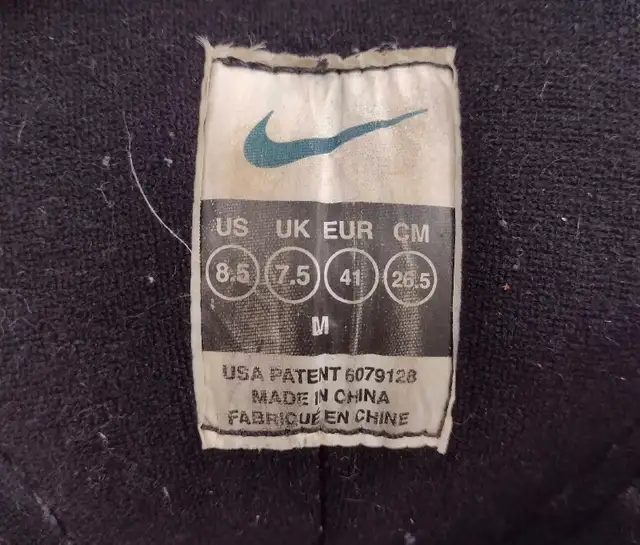 US UK EUR CM
8.5 7.5 41 26.5
M
USA PATENT 6079128
MADE IN CHINA
FABRIQUÉ EN CHINE